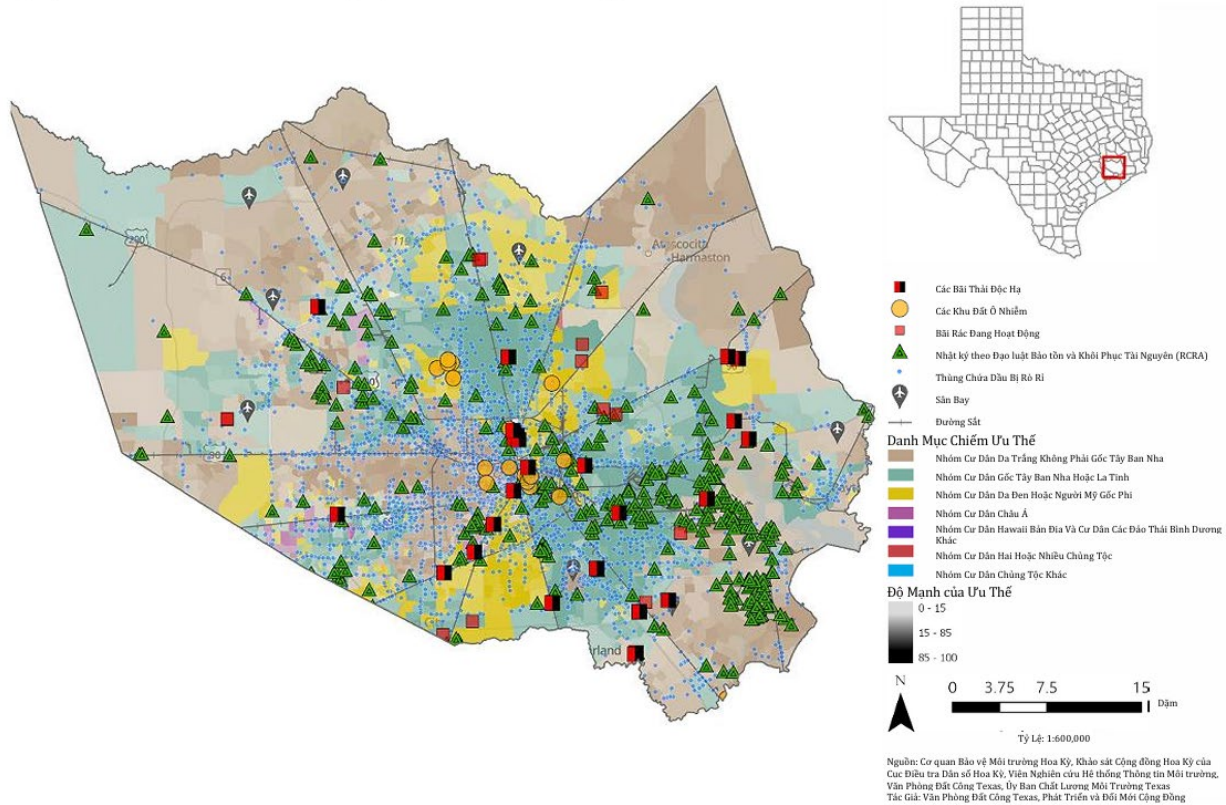 290
6
90
Atascocita
Harmaston
rland
Các Bãi Thải Độc Hạ
Các Khu Đất Ô Nhiễm
Bãi Rác Đang Hoạt Động
Nhật ký theo Đạo luật Bảo tồn và Khôi Phục Tài Nguyên (RCRA)
Thùng Chứa Dầu Bị Rò Rỉ
Sân Bay
Đường Sắt
Danh Mục Chiếm Ưu Thế
Nhóm Cư Dân Da Trắng Không Phải Gốc Tây Ban Nha
Nhóm Cư Dân Gốc Tây Ban Nha Hoặc La Tinh
Nhóm Cư Dân Da Đen Hoặc Người Mỹ Gốc Phi
Nhóm Cư Dân Châu Á
Nhóm Cư Dân Hawaii Bản Địa Và Cư Dân Các Đảo Thái Bình Dương
Khác
Nhóm Cư Dân Hai Hoặc Nhiều Chủng Tộc
Nhóm Cư Dân Chủng Tộc Khác
Độ Mạnh của Ưu Thế
0 - 15
15 - 85
85 - 100
N
0 3.75 7.5 15
Dặm
Tỷ Lệ: 1:600,000
Nguồn: Cơ quan Bảo vệ Môi trường Hoa Kỳ, Khảo sát Cộng đồng Hoa Kỳ của
Cục Điều tra Dân số Hoa Kỳ, Viện Nghiên cứu Hệ thống Thông tin Môi trường,
Văn Phòng Đất Công Texas, Ủy Ban Chất Lượng Môi Trường Texas
Tác Giả: Văn Phòng Đất Công Texas, Phát Triển và Đổi Mới Cộng Đồng